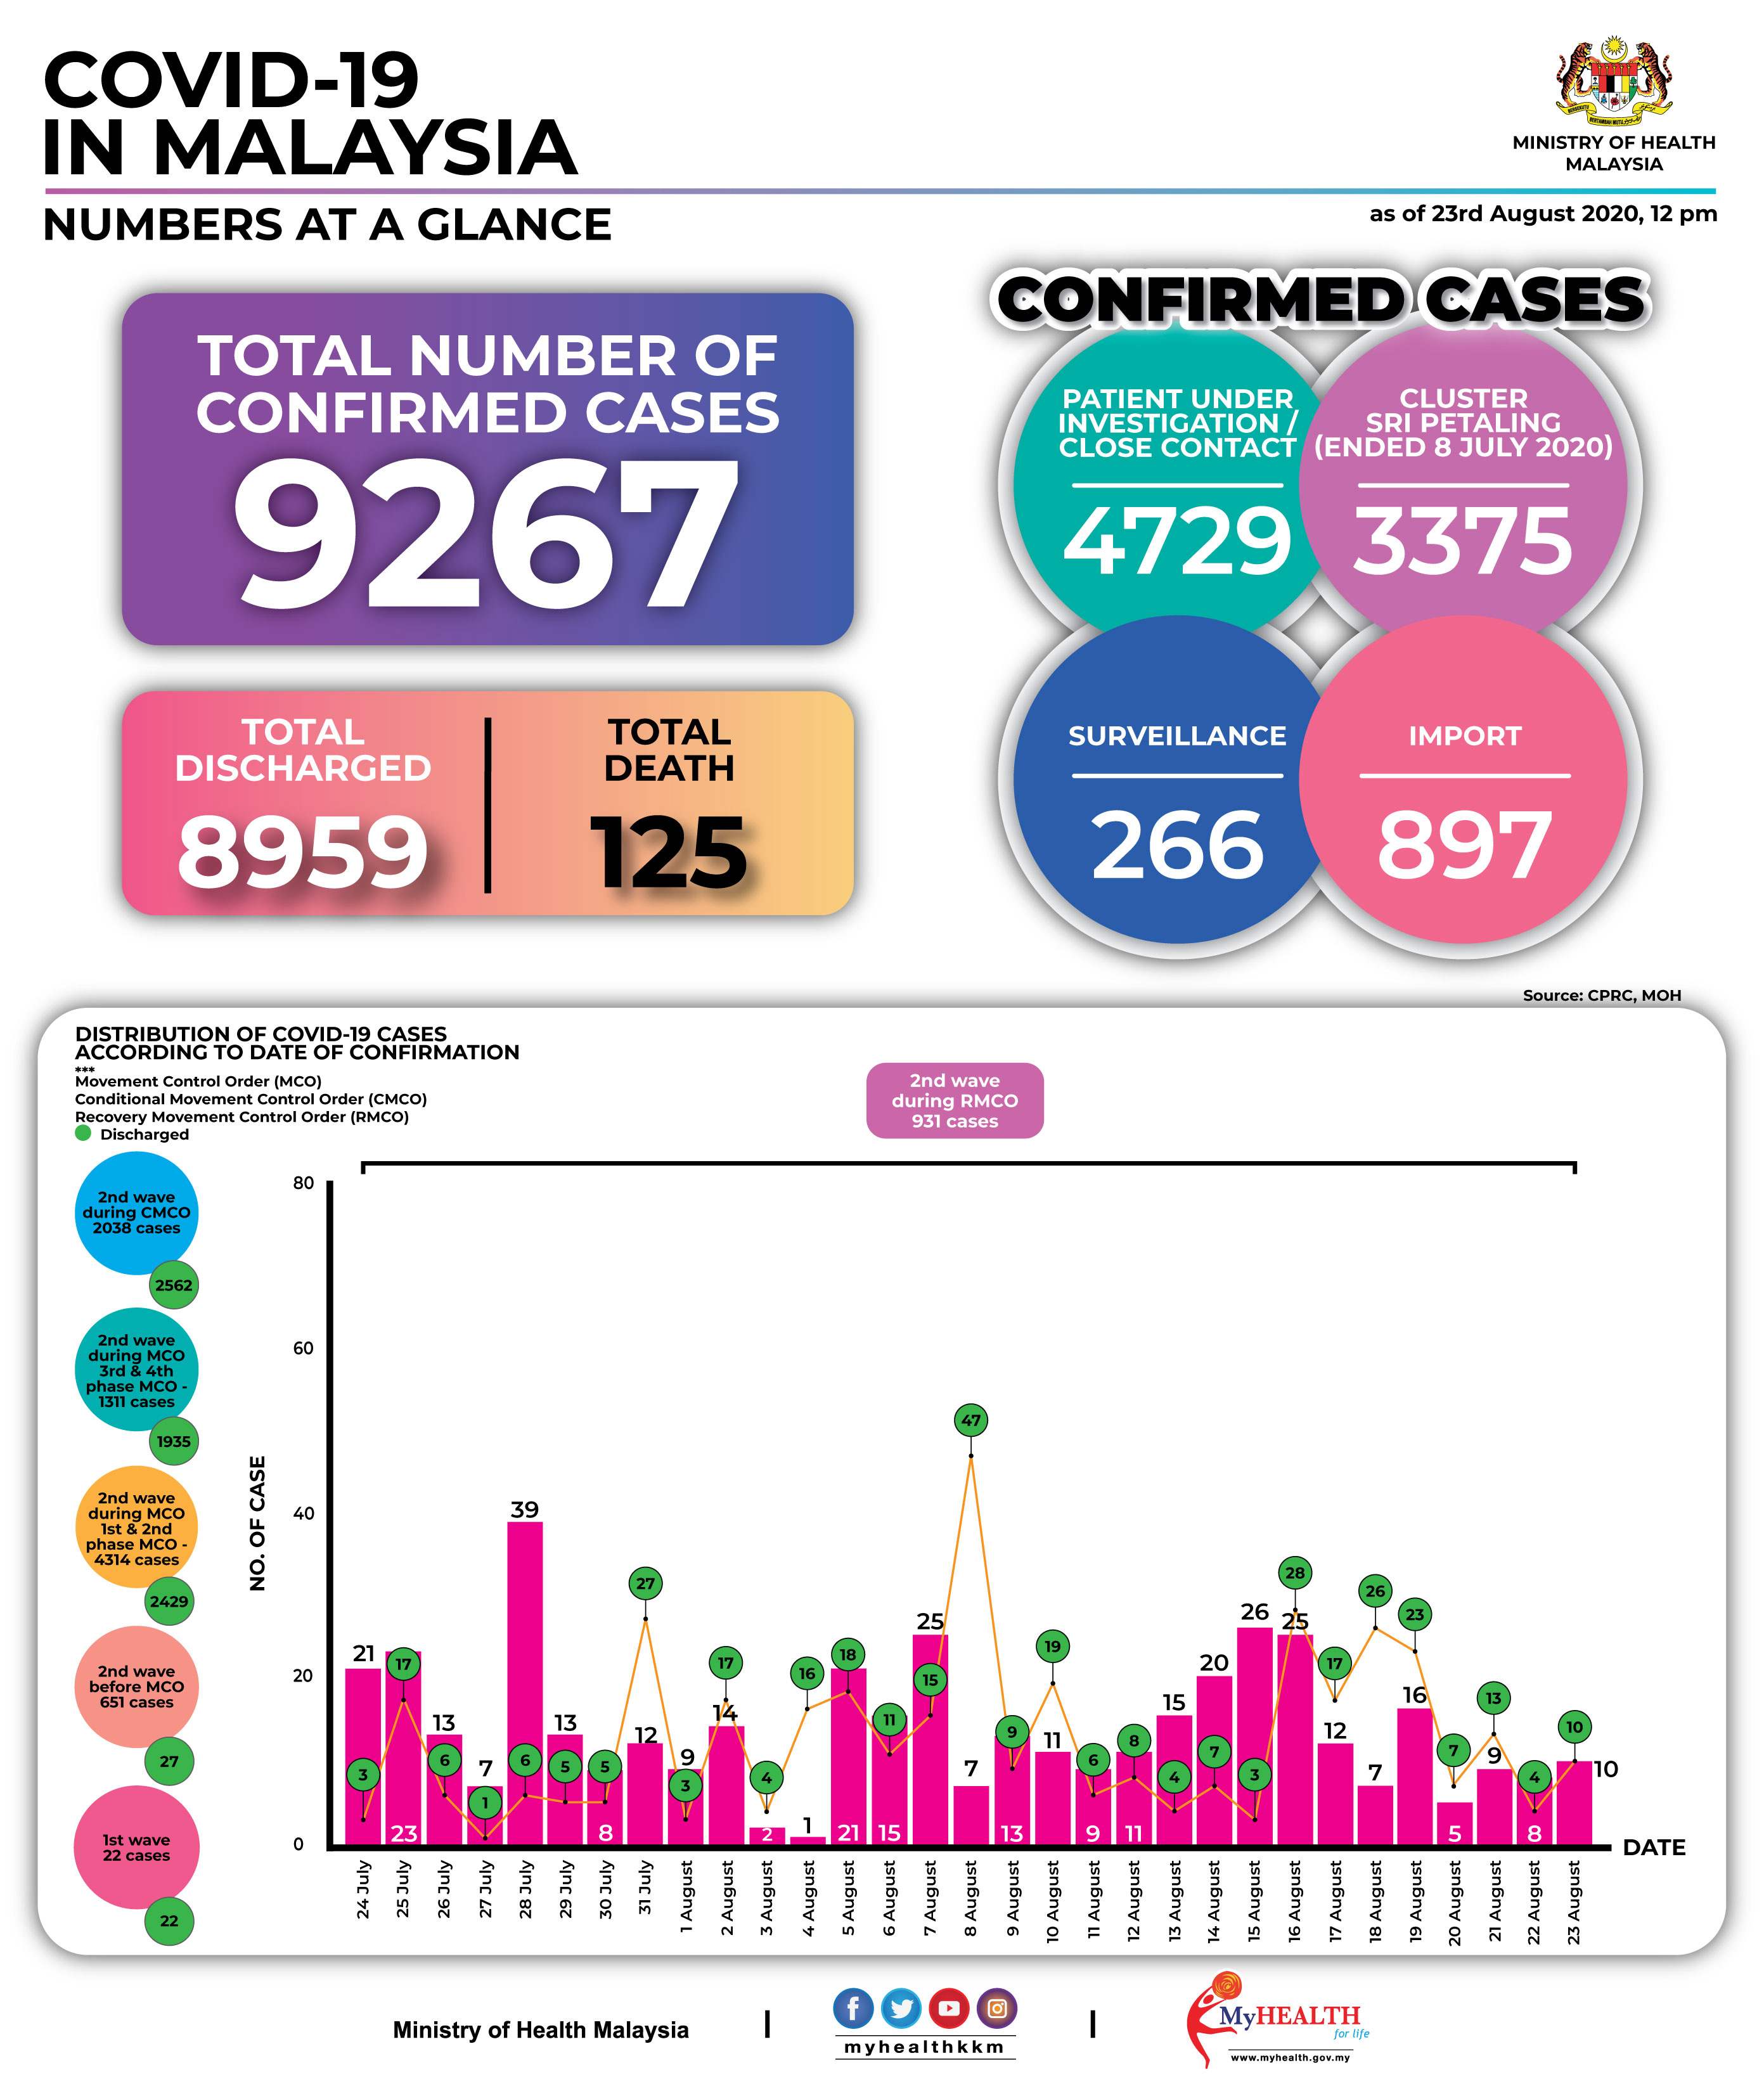 COVID-19
IN MALAYSIA
NUMBERS AT A GLANCE
MINISTRY OF HEALTH
MALAYSIA
as of 23rd August 2020, 12 pm
TOTAL NUMBER OF
CONFIRMED CASES
9267
TOTAL
DISCHARGED
8959
TOTAL
DEATH
125
CONFIRMED CASES
PATIENT UNDER
INVESTIGATION /
CLOSE CONTACT
4729
CLUSTER
SRI PETALING
(ENDED 8 JULY 2020)
3375
SURVEILLANCE
266
IMPORT
897
Source: CPRC, MOH
DISTRIBUTION OF COVID-19 CASES
ACCORDING TO DATE OF CONFIRMATION
***
Movement Control Order (MCO)
Conditional Movement Control Order (CMCO)
Recovery Movement Control Order (RMCO)
Discharged
2nd wave
during RMCO
931 cases
2nd wave
during CMCO
2038 cases
2562
2nd wave
during MCO
3rd & 4th
phase MCO -
1311 cases
1935
2nd wave
during MCO
1st & 2nd
phase MCO -
4314 cases
2429
2nd wave
before MCO
651 cases
27
1st wave
22 cases
22
NO. OF CASE
80
60
40
20
0
21
3
17
23
13
6
7
1
39
6
13
5
5
8
27
12
9
3
17
14
4
2
16
1
18
21
11
15
25
15
47
7
9
13
19
11
6
9
8
11
15
4
20
7
26
3
28
25
17
12
26
7
23
16
7
5
13
9
4
8
10
10
DATE
24 July
25 July
26 July
27 July
28 July
29 July
30 July
31 July
1 August
2 August
3 August
4 August
5 August
6 August
7 August
8 August
9 August
10 August
11 August
12 August
13 August
14 August
15 August
16 August
17 August
18 August
19 August
20 August
21 August
22 August
23 August
Ministry of Health Malaysia
myhealthkkm
MyHEALTH
for life
www.myhealth.gov.my